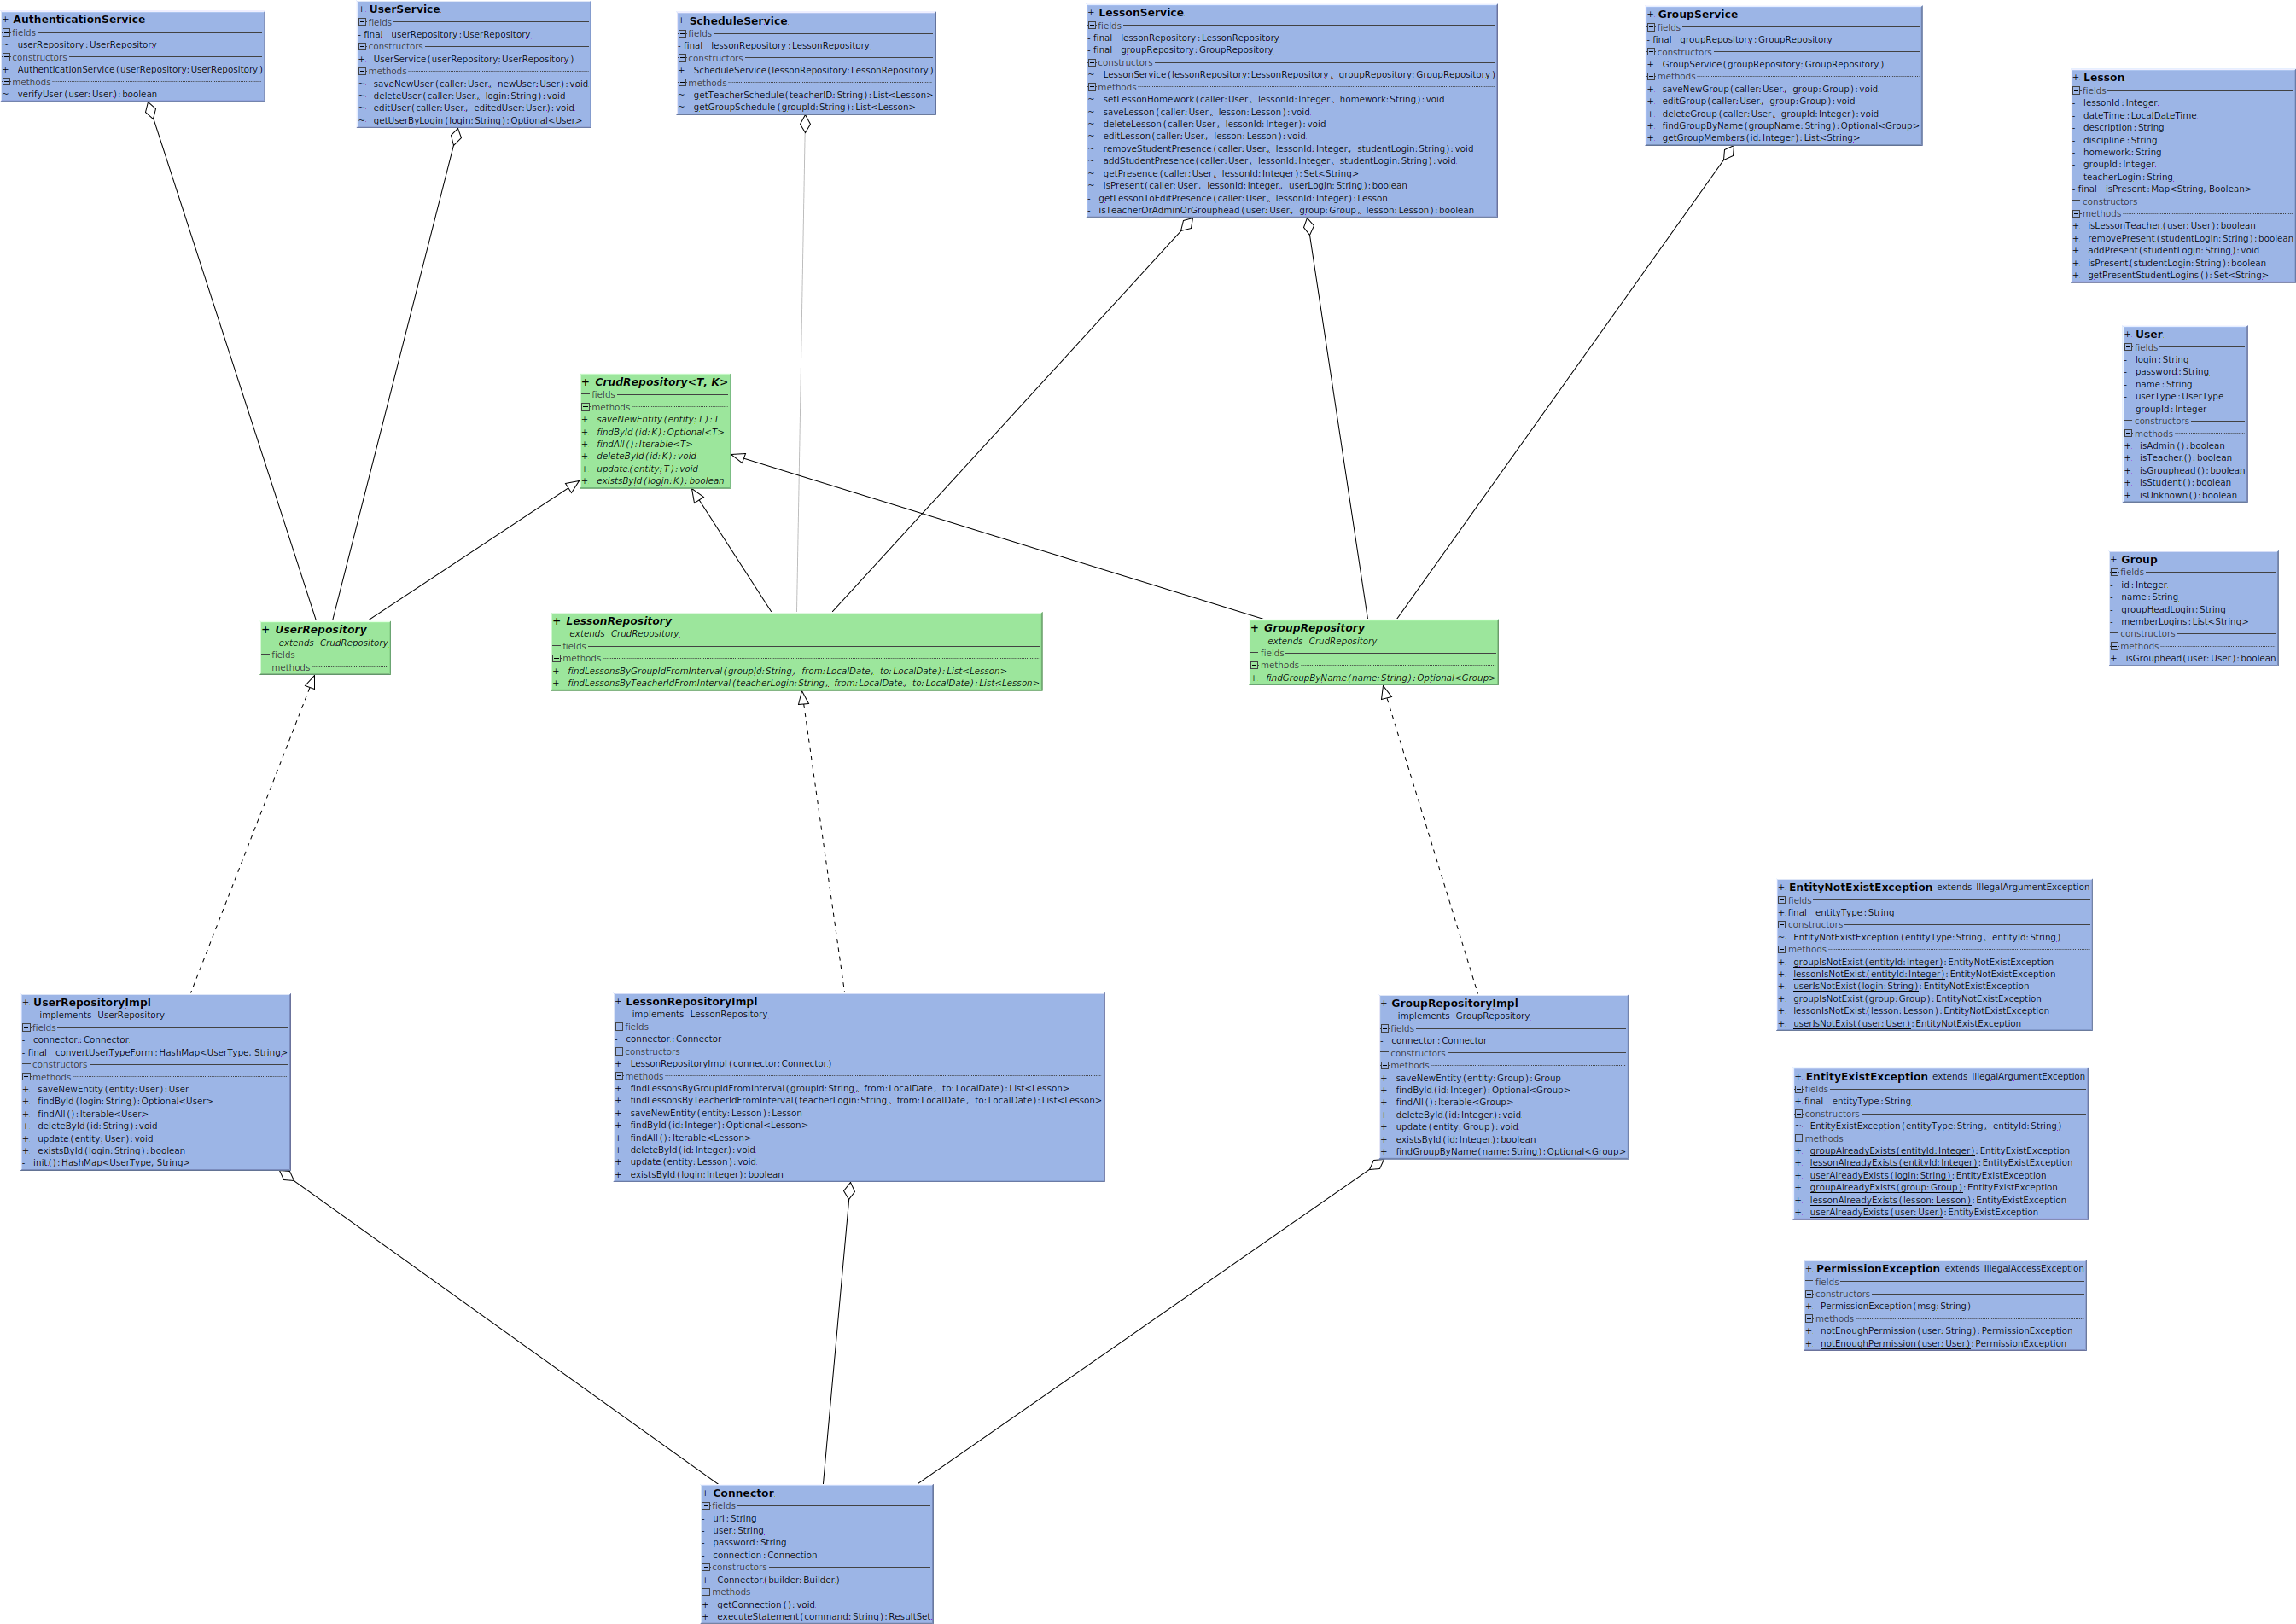 + AuthenticationService
fields
~ userRepository : UserRepository
constructors
+ AuthenticationService (userRepository: UserRepository )
methods
~ verifyUser (user: User ) : boolean
+ UserService
fields
- final userRepository : UserRepository
constructors
+ UserService (userRepository: UserRepository )
methods
~ saveNewUser (caller: User , newUser: User) : void
~ deleteUser (caller: User , login: String) : void
~ editUser (caller: User , editedUser: User ) : void
~ getUserByLogin (login: String) : Optional<User>
+ ScheduleService
fields
- final lessonRepository : LessonRepository
constructors
+ ScheduleService (lessonRepository: LessonRepository )
methods
~ getTeacherSchedule (teacherID: String) : List<Lesson>
~ getGroupSchedule (groupId: String) : List<Lesson>
+ LessonService
fields
- final lessonRepository : LessonRepository
- final groupRepository : GroupRepository
constructors
~ LessonService (lessonRepository: LessonRepository , groupRepository: GroupRepository )
methods
~ setLessonHomework (caller: User , lessonId: Integer , homework: String) : void
~ saveLesson (caller: User , lesson: Lesson) : void
~ deleteLesson (caller: User , lessonId: Integer) : void
~ editLesson (caller: User , lesson: Lesson) : void
~ removeStudentPresence (caller: User , lessonId: Integer , studentLogin: String) : void
~ addStudentPresence (caller: User , lessonId: Integer , studentLogin: String) : void
~ getPresence (caller: User , lessonId: Integer) : Set<String>
~ isPresent (caller: User , lessonId: Integer , userLogin: String) : boolean
- getLessonToEditPresence (caller: User , lessonId: Integer) : Lesson
- isTeacherOrAdminOrGrouphead (user: User , group: Group , lesson: Lesson) : boolean
+ GroupService
fields
- final groupRepository : GroupRepository
constructors
+ GroupService (groupRepository: GroupRepository )
methods
+ saveNewGroup (caller: User , group: Group) : void
+ editGroup (caller: User , group: Group) : void
+ deleteGroup (caller: User , groupId: Integer) : void
+ findGroupByName (groupName: String) : Optional<Group>
+ getGroupMembers (id: Integer) : List<String>
+ Lesson
fields
- lessonId : Integer
- dateTime : LocalDateTime
- description : String
- discipline : String
- homework : String
- groupId : Integer
- teacherLogin : String
- final isPresent : Map<String, Boolean>
constructors
methods
+ isLessonTeacher (user: User) : boolean
+ removePresent (studentLogin: String) : boolean
+ addPresent (studentLogin: String) : void
+ isPresent (studentLogin: String) : boolean
+ getPresentStudentLogins () : Set<String>
+ User
fields
- login : String
- password : String
- name : String
- userType : UserType
- groupId : Integer
constructors
methods
+ isAdmin () : boolean
+ isTeacher () : boolean
+ isGrouphead () : boolean
+ isStudent () : boolean
+ isUnknown () : boolean
+ CrudRepository<T, K>
fields
methods
+ saveNewEntity (entity: T ) : T
+ findById (id: K) : Optional<T>
+ findAll () : Iterable<T>
+ deleteById (id: K) : void
+ update (entity: T ) : void
+ existsById (login: K) : boolean
+ Group
fields
- id : Integer
- name : String
- groupHeadLogin : String
- memberLogins : List<String>
constructors
methods
+ isGrouphead (user: User) : boolean
+ UserRepository
extends CrudRepository
fields
methods
+ LessonRepository
extends CrudRepository
fields
methods
+ findLessonsByGroupIdFromInterval (groupId: String , from: LocalDate , to: LocalDate) : List<Lesson>
+ findLessonsByTeacherIdFromInterval (teacherLogin: String , from: LocalDate , to: LocalDate) : List<Lesson>
+ GroupRepository
extends CrudRepository
fields
methods
+ findGroupByName (name: String) : Optional<Group>
+ EntityNotExistException extends IllegalArgumentException
fields
+ final entityType : String
constructors
~ EntityNotExistException (entityType: String , entityId: String)
methods
+ groupIsNotExist (entityId: Integer) : EntityNotExistException
+ lessonIsNotExist (entityId: Integer) : EntityNotExistException
+ userIsNotExist (login: String) : EntityNotExistException
+ groupIsNotExist (group: Group) : EntityNotExistException
+ lessonIsNotExist (lesson: Lesson ) : EntityNotExistException
+ userIsNotExist (user: User) : EntityNotExistException
+ UserRepositoryImpl
implements UserRepository
fields
- connector : Connector
- final convertUserTypeForm : HashMap<UserType, String>
constructors
methods
+ saveNewEntity (entity: User) : User
+ findById (login: String) : Optional<User>
+ findAll () : Iterable<User>
+ deleteById (id: String) : void
+ update (entity: User) : void
+ existsById (login: String) : boolean
- init () : HashMap<UserType, String>
+ LessonRepositoryImpl
implements LessonRepository
fields
- connector : Connector
constructors
+ LessonRepositoryImpl (connector: Connector )
methods
+ findLessonsByGroupIdFromInterval (groupId: String , from: LocalDate , to: LocalDate) : List<Lesson>
+ findLessonsByTeacherIdFromInterval (teacherLogin: String , from: LocalDate , to: LocalDate) : List<Lesson>
+ saveNewEntity (entity: Lesson) : Lesson
+ findById (id: Integer) : Optional<Lesson>
+ findAll () : Iterable<Lesson>
+ deleteById (id: Integer) : void
+ update (entity: Lesson) : void
+ existsById (login: Integer) : boolean
+ GroupRepositoryImpl
implements GroupRepository
fields
- connector : Connector
constructors
methods
+ saveNewEntity (entity: Group) : Group
+ findById (id: Integer) : Optional<Group>
+ findAll () : Iterable<Group>
+ deleteById (id: Integer) : void
+ update (entity: Group) : void
+ existsById (id: Integer) : boolean
+ findGroupByName (name: String) : Optional<Group>
+ EntityExistException extends IllegalArgumentException
fields
+ final entityType : String
constructors
~ EntityExistException (entityType: String , entityId: String)
methods
+ groupAlreadyExists (entityId: Integer) : EntityExistException
+ lessonAlreadyExists (entityId: Integer) : EntityExistException
+ userAlreadyExists (login: String) : EntityExistException
+ groupAlreadyExists (group: Group ) : EntityExistException
+ lessonAlreadyExists (lesson: Lesson ) : EntityExistException
+ userAlreadyExists (user: User ) : EntityExistException
+ PermissionException extends IllegalAccessException
fields
constructors
+ PermissionException (msg: String)
methods
+ notEnoughPermission (user: String) : PermissionException
+ notEnoughPermission (user: User) : PermissionException
+ Connector
fields
- url : String
- user : String
- password : String
- connection : Connection
constructors
+ Connector (builder: Builder )
methods
+ getConnection () : void
+ executeStatement (command: String) : ResultSet